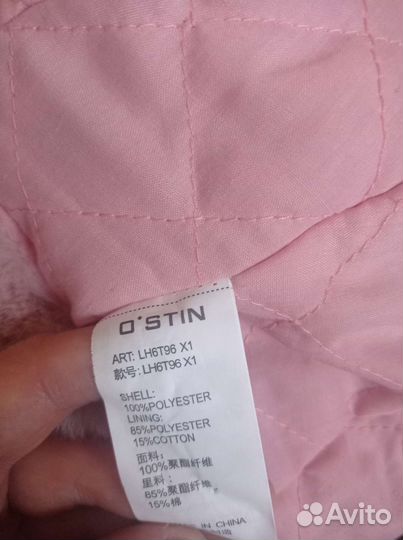 O'STIN
ART: LH6T96 X1
款号: LH6T96 X1
SHELL:
100%POLYESTER
LINING:
85%POLYESTER
15%COTTON
面料:
100%聚酯纤维
里料:
85%聚酯纤维
15%棉
IN CHINA
Avito